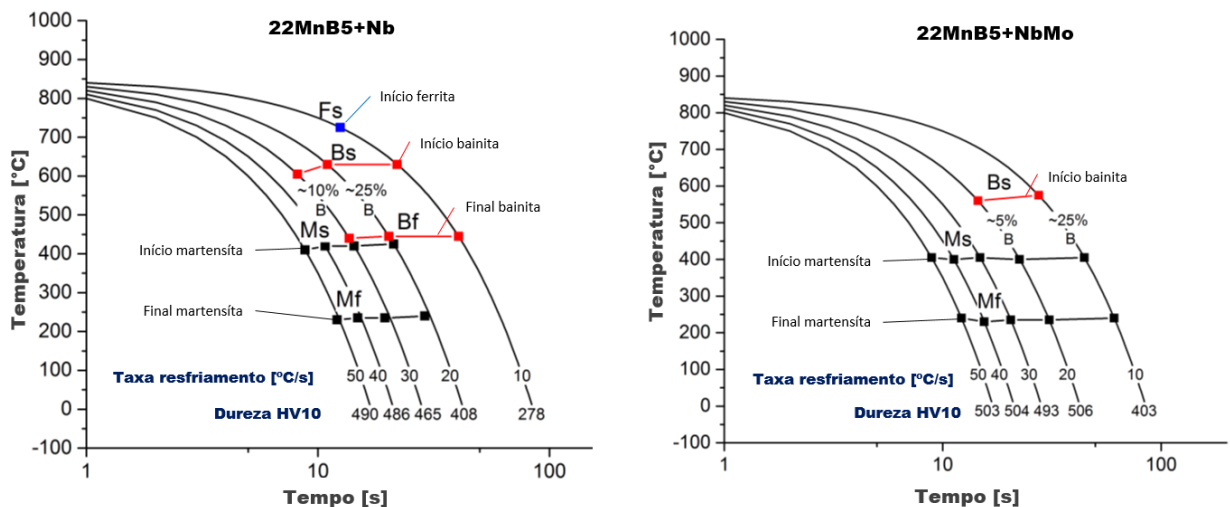 22MnB5+Nb
Temperatura [°C]
1000
900
800
700
600
500
400
300
200
100
0
-100
Fs
Início ferrita
Início bainita
Bs
~10%
B
~25%
B
Bf
Final bainita
Ms
Início martensíta
Mf
Final martensíta
Taxa resfriamento [ºC/s]
50 40 30 20 10
Dureza HV10
490 486 465 408 278
1 10 100
Tempo [s]
22MnB5+NbMo
Temperatura [°C]
1000
900
800
700
600
500
400
300
200
100
0
-100
Bs
Início bainita
~5%
B
~25%
B
Ms
Início martensíta
Mf
Final martensíta
Taxa resfriamento [ºC/s]
50 40 30 20 10
Dureza HV10
503 504 493 506 403
1 10 100
Tempo [s]